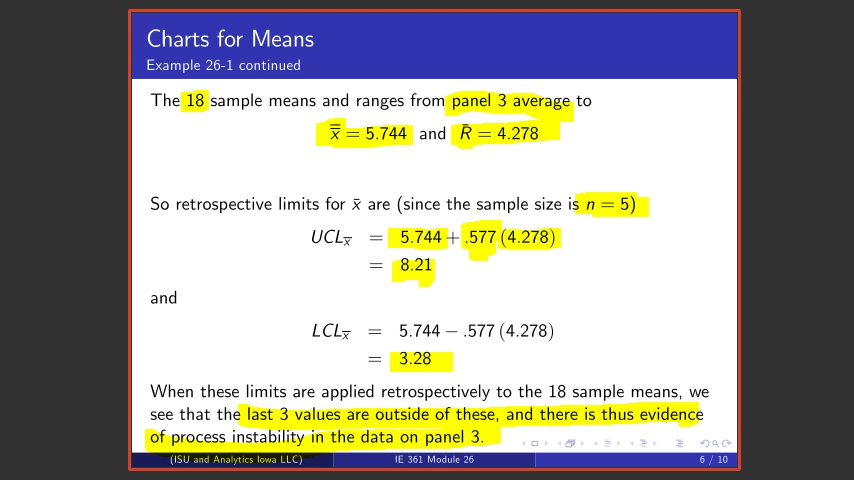 Charts for Means
Example 26-1 continued
The 18 sample means and ranges from panel 3 average to
x̿ = 5.744 and R̄ = 4.278
So retrospective limits for x̄ are (since the sample size is n = 5)
UCL_x̄ = 5.744 + .577 (4.278)
= 8.21
and
LCL_x̄ = 5.744 − .577 (4.278)
= 3.28
When these limits are applied retrospectively to the 18 sample means, we
see that the last 3 values are outside of these, and there is thus evidence
of process instability in the data on panel 3.
(ISU and Analytics Iowa LLC) IE 361 Module 26 6 / 10